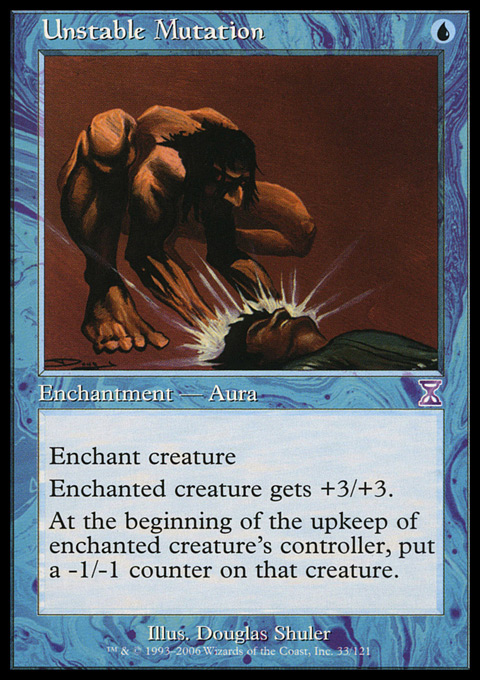 Unstable Mutation
Enchantment — Aura
Enchant creature
Enchanted creature gets +3/+3.
At the beginning of the upkeep of
enchanted creature's controller, put
a -1/-1 counter on that creature.
Illus. Douglas Shuler
™ & © 1993-2006 Wizards of the Coast, Inc. 33/121